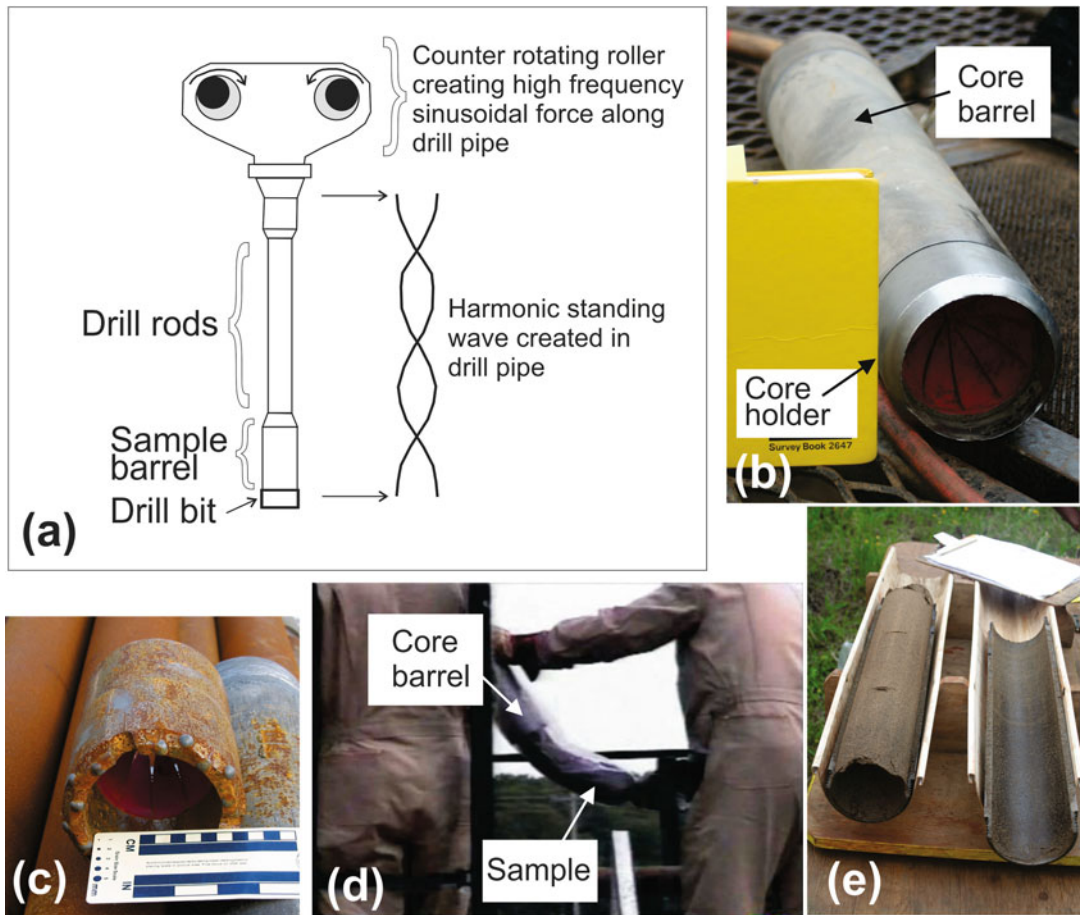 Counter rotating roller
creating high frequency
sinusoidal force along
drill pipe
Drill rods
Harmonic standing
wave created in
drill pipe
Sample
barrel
Drill bit
(a)
Core
barrel
Core
holder
Survey Book 2647
(b)
CM
IN
mm
(c)
Core
barrel
Sample
(d)
(e)